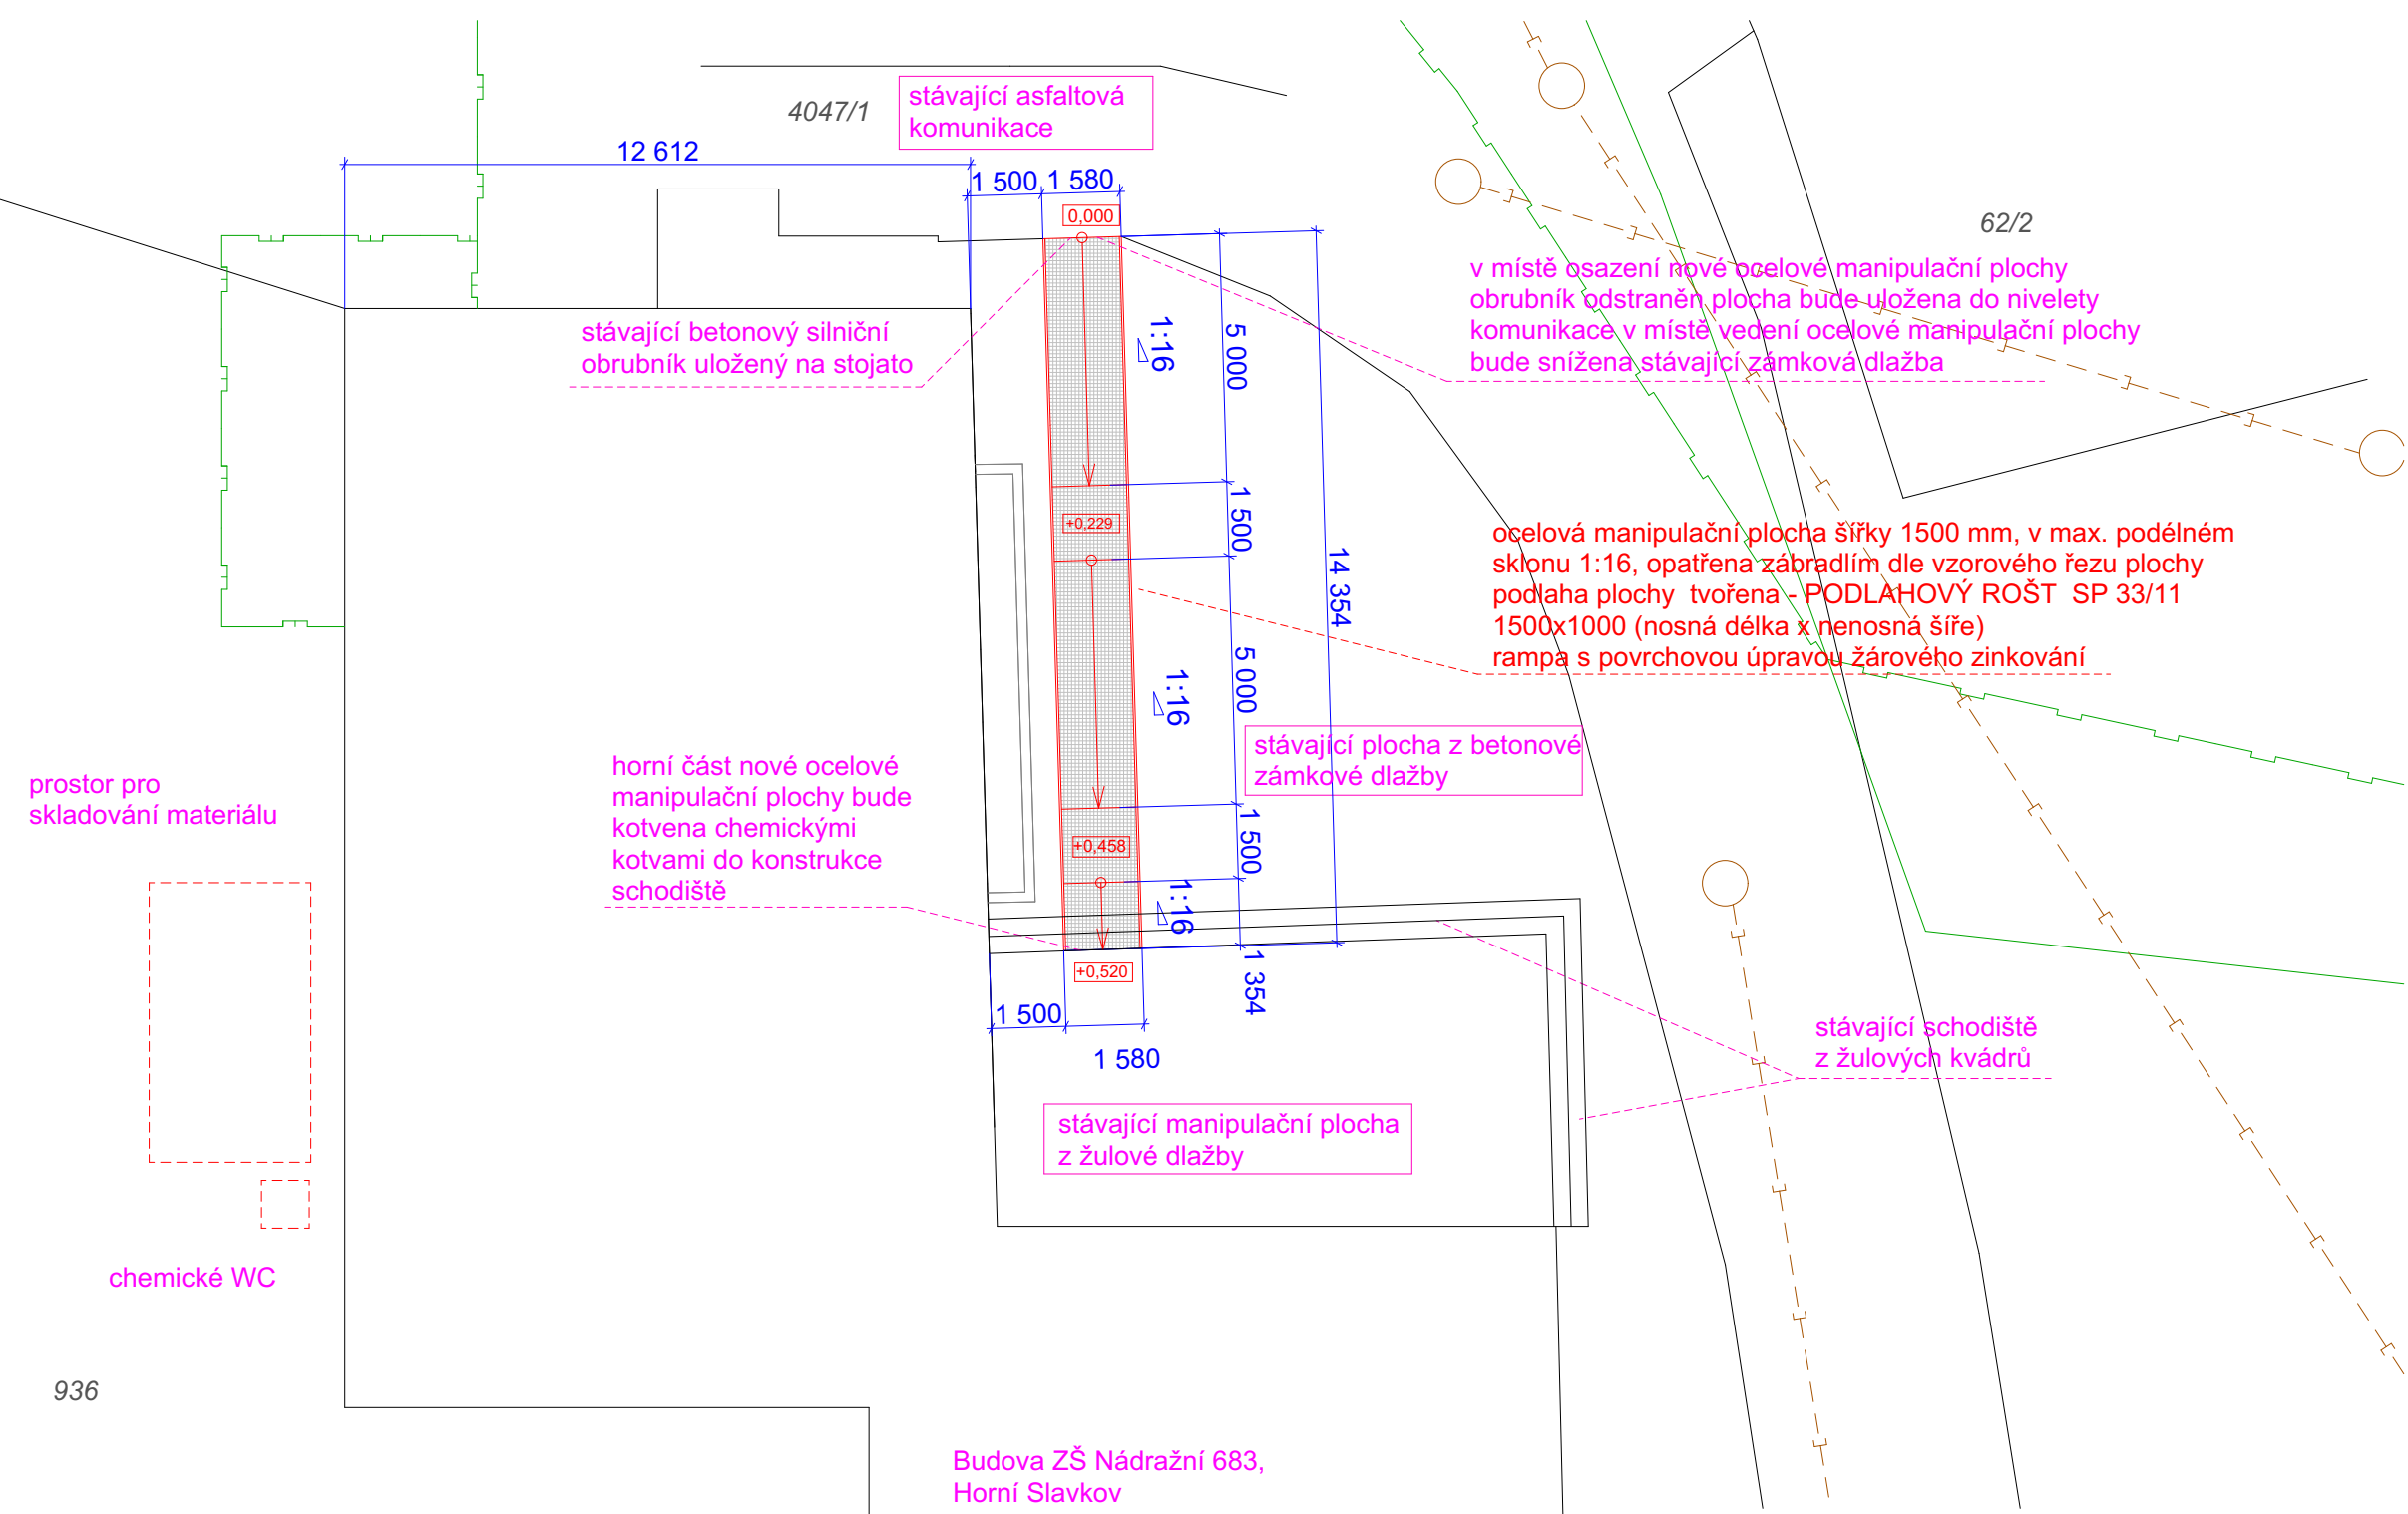 4047/1
stávající asfaltová
komunikace
12 612
1 500
1 580
0,000
62/2
v místě osazení nové ocelové manipulační plochy
obrubník odstraněn plocha bude uložena do nivelety
komunikace v místě vedení ocelové manipulační plochy
bude snížena stávající zámková dlažba
stávající betonový silniční
obrubník uložený na stojato
1:16
5 000
+0,229
1 500
14 354
ocelová manipulační plocha šířky 1500 mm, v max. podélném
sklonu 1:16, opatřena zábradlím dle vzorového řezu plochy
podlaha plochy  tvořena - PODLAHOVÝ ROŠT  SP 33/11
1500x1000 (nosná délka x nenosná šíře)
rampa s povrchovou úpravou žárového zinkování
1:16
5 000
stávající plocha z betonové
zámkové dlažby
prostor pro
skladování materiálu
horní část nové ocelové
manipulační plochy bude
kotvena chemickými
kotvami do konstrukce
schodiště
+0,458
1 500
1:16
+0,520
1 354
1 500
1 580
stávající schodiště
z žulových kvádrů
stávající manipulační plocha
z žulové dlažby
chemické WC
936
Budova ZŠ Nádražní 683,
Horní Slavkov